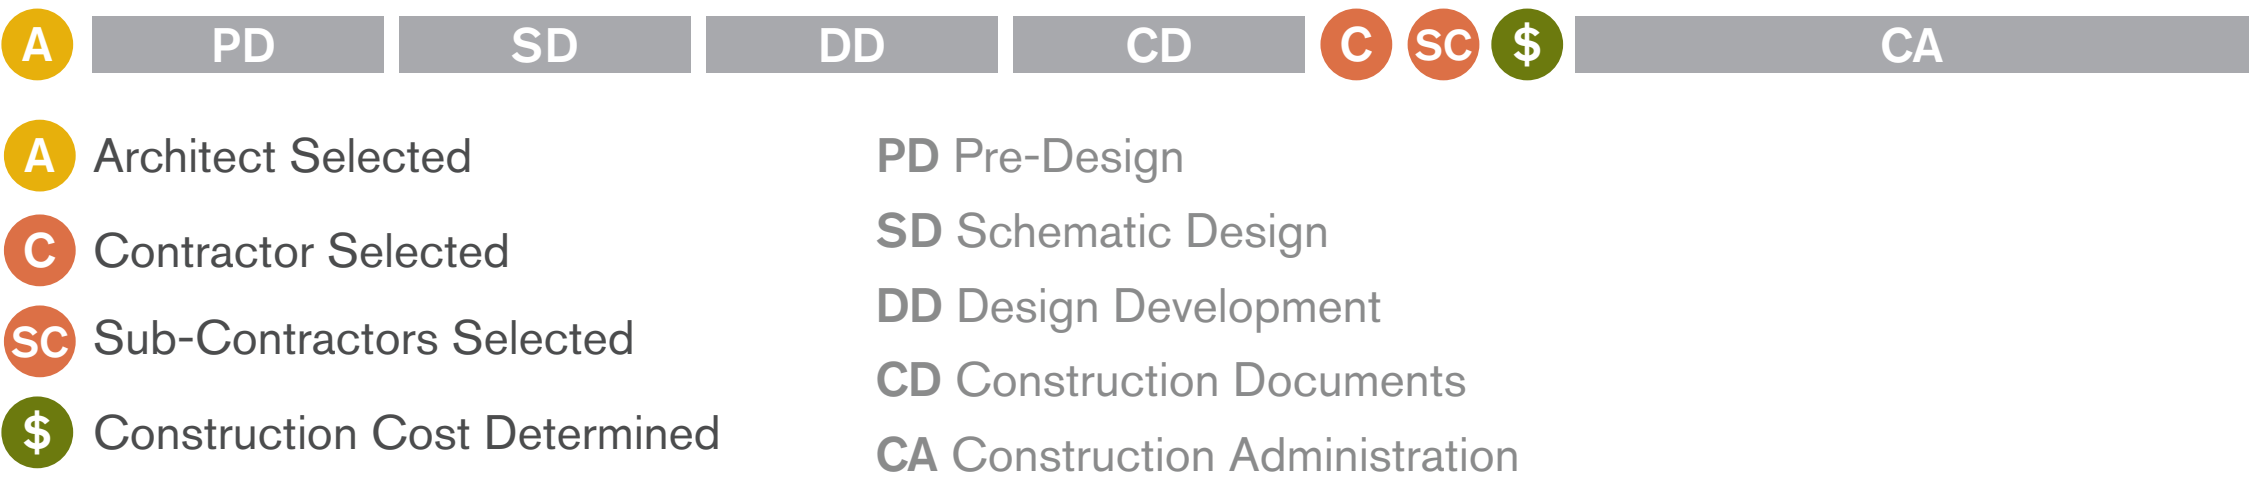 A PD SD DD CD C SC $ CA
A Architect Selected
C Contractor Selected
SC Sub-Contractors Selected
$ Construction Cost Determined
PD Pre-Design
SD Schematic Design
DD Design Development
CD Construction Documents
CA Construction Administration